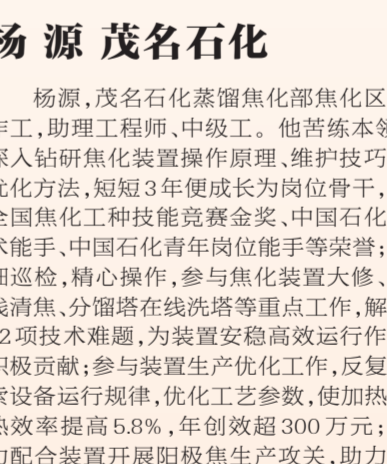 杨 源 茂名石化
杨源，茂名石化蒸馏焦化部焦化区
作工，助理工程师、中级工。他苦练本领
深入钻研焦化装置操作原理、维护技巧
优化方法，短短3年便成长为岗位骨干，
全国焦化工种技能竞赛金奖、中国石化
术能手、中国石化青年岗位能手等荣誉；
细巡检，精心操作，参与焦化装置大修、
线清焦、分馏塔在线洗塔等重点工作，解
2项技术难题，为装置安稳高效运行作
积极贡献；参与装置生产优化工作，反复
索设备运行规律，优化工艺参数，使加热
热效率提高5.8%，年创效超300万元；
力配合装置开展阳极焦生产攻关，助力